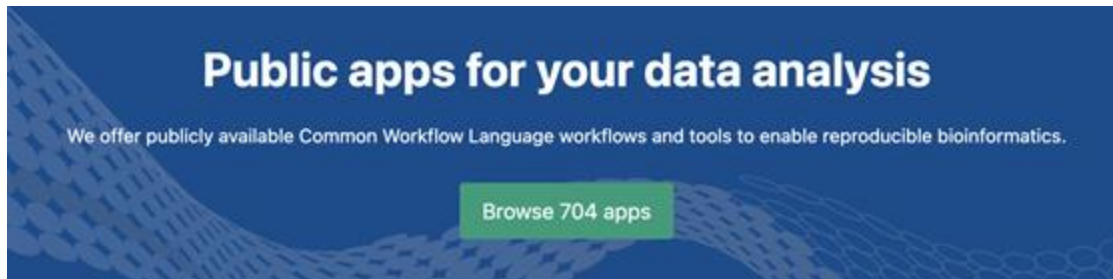 Public apps for your data analysis
We offer publicly available Common Workflow Language workflows and tools to enable reproducible bioinformatics.
Browse 704 apps